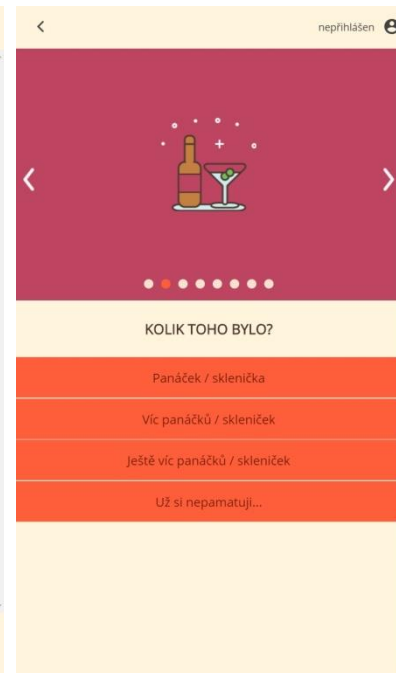 nepřihlášen
KOLIK TOHO BYLO?
Panáček / sklenička
Víc panáčků / skleniček
Ještě víc panáčků / skleniček
Už si nepamatuji...